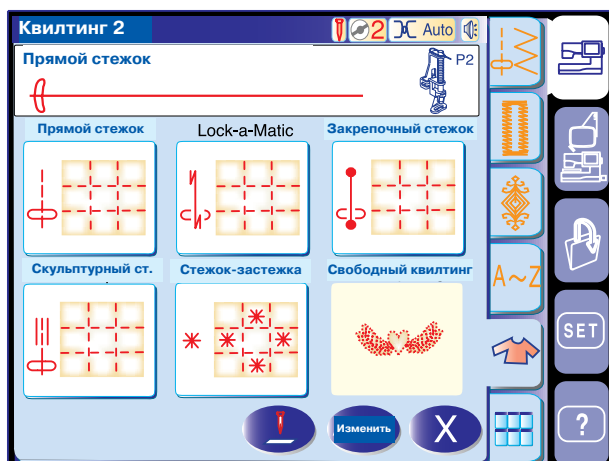 Квилтинг 2
2 Auto
Прямой стежок
P2
Прямой стежок
Lock-a-Matic
Закрепочный стежок
Скульптурный ст.
Стежок-застежка
Свободный квилтинг
Изменить
X
A~Z
SET
?